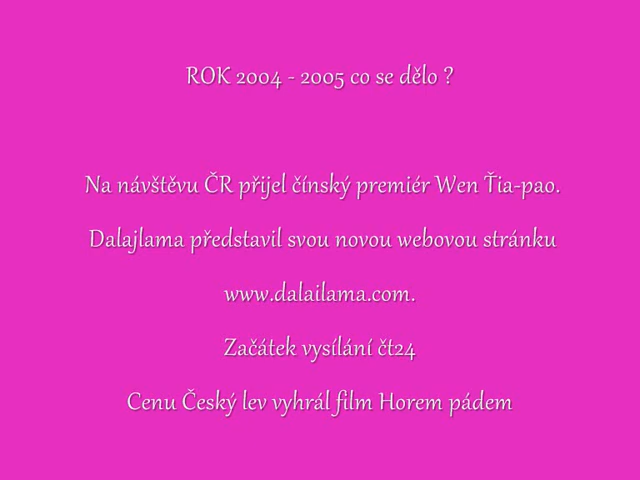 ROK 2004 - 2005 co se dělo ?
Na návštěvu ČR přijel čínský premiér Wen Ťia-pao.
Dalajlama představil svou novou webovou stránku
www.dalailama.com.
Začátek vysílání čt24
Cenu Český lev vyhrál film Horem pádem